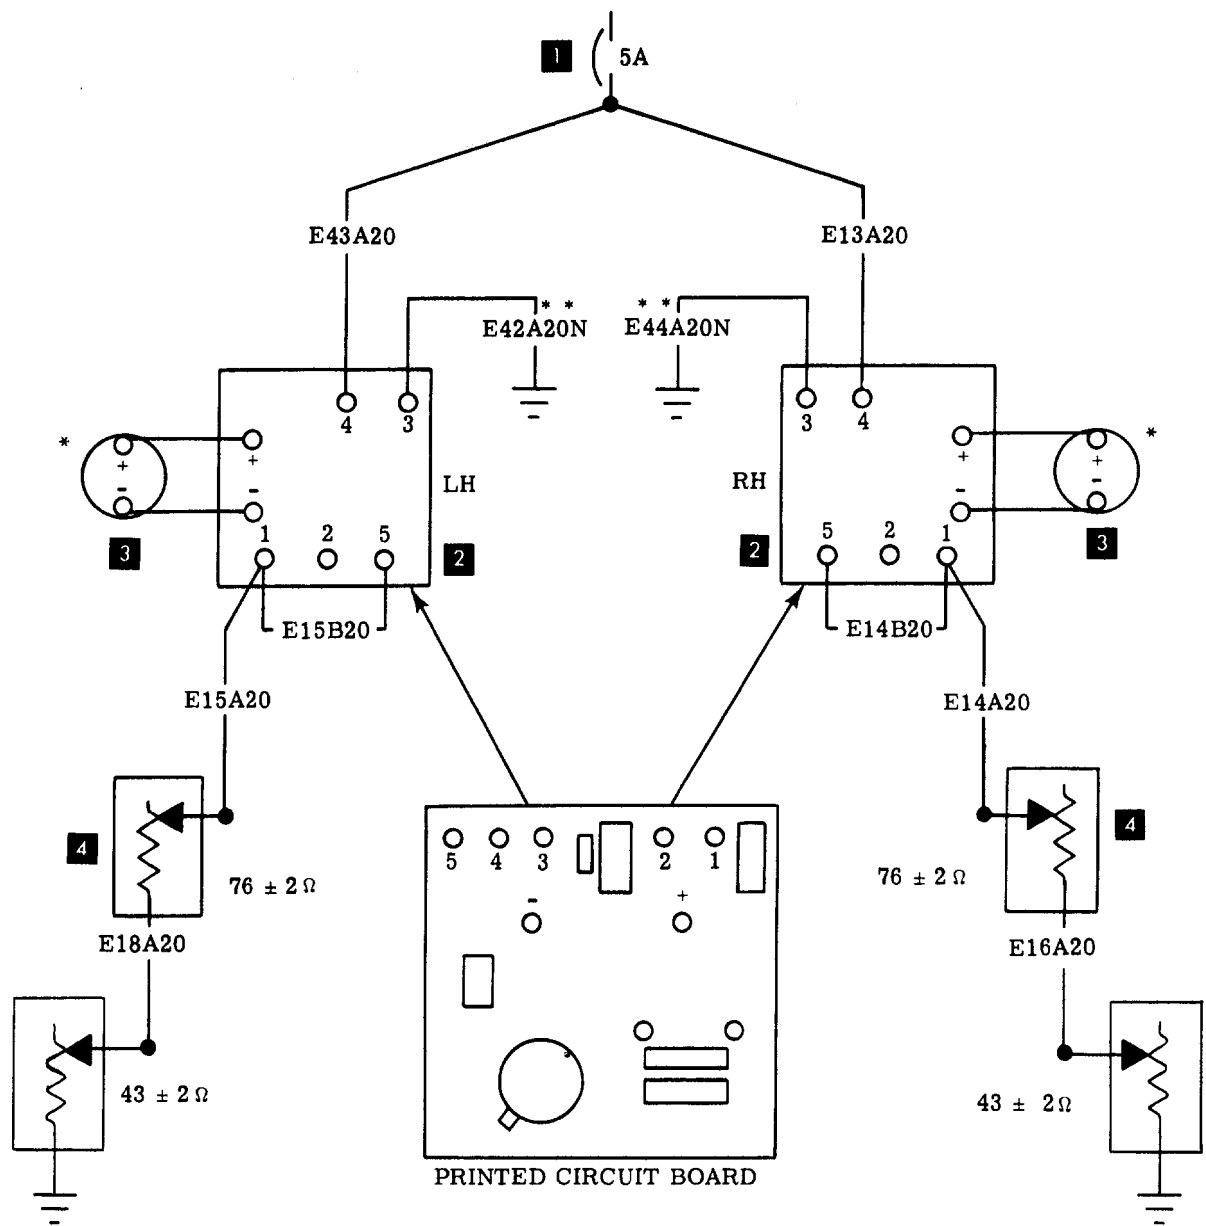 1 5A
E43A20 E13A20
* * * *
E42A20N E44A20N
4 3 3 4
* + + + + *
LH RH
- - - -
1 2 5 5 2 1
3 2 2 3
E15B20 E14B20
E15A20 E14A20
4 5 4 3 2 1 4
76 ± 2 Ω 76 ± 2 Ω
- +
E18A20 E16A20
43 ± 2 Ω 43 ± 2 Ω
PRINTED CIRCUIT BOARD